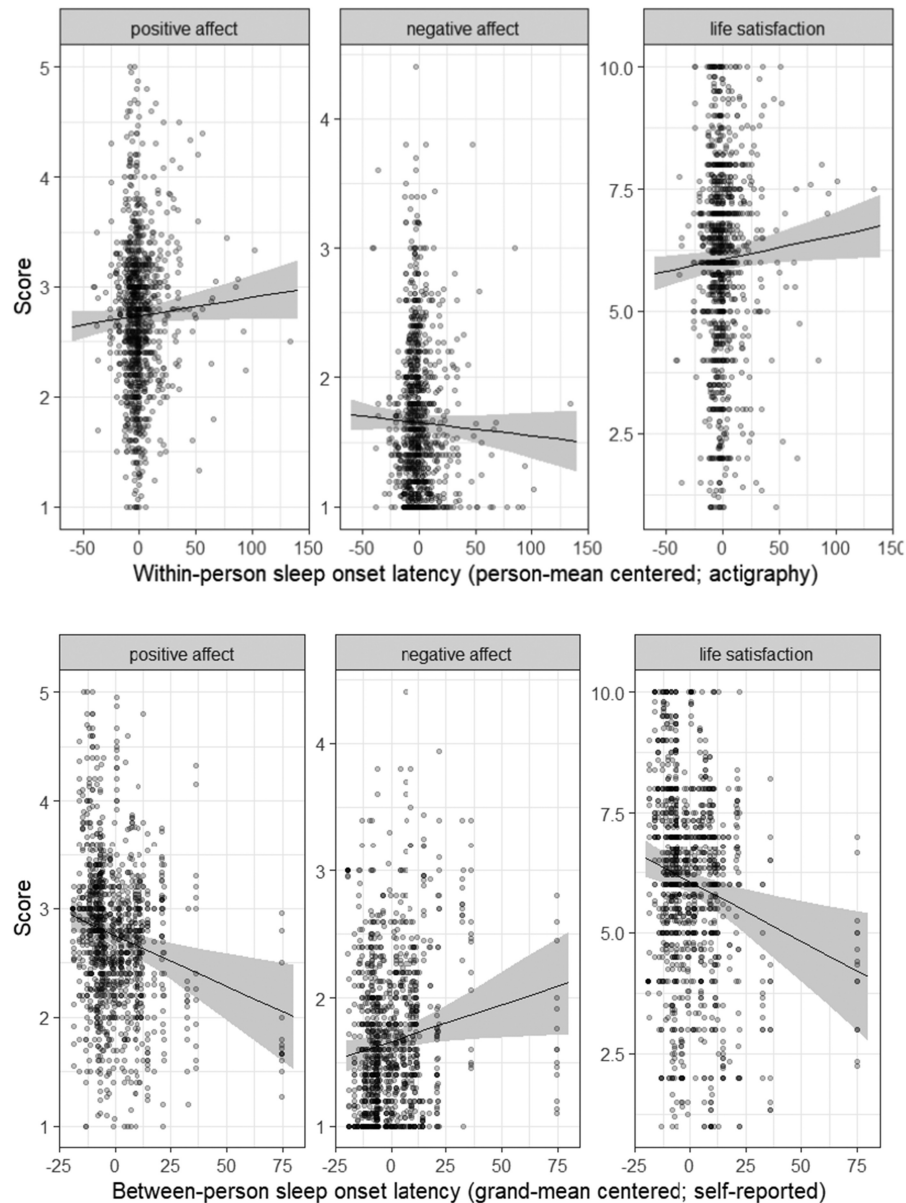 positive affect negative affect life satisfaction
5 4 3 2 1
4 3 2 1
10.0 7.5 5.0 2.5
Score
-50 0 50 100 150 -50 0 50 100 150 -50 0 50 100 150
Within-person sleep onset latency (person-mean centered; actigraphy)
positive affect negative affect life satisfaction
5 4 3 2 1
4 3 2 1
10.0 7.5 5.0 2.5
Score
-25 0 25 50 75 -25 0 25 50 75 -25 0 25 50 75
Between-person sleep onset latency (grand-mean centered; self-reported)